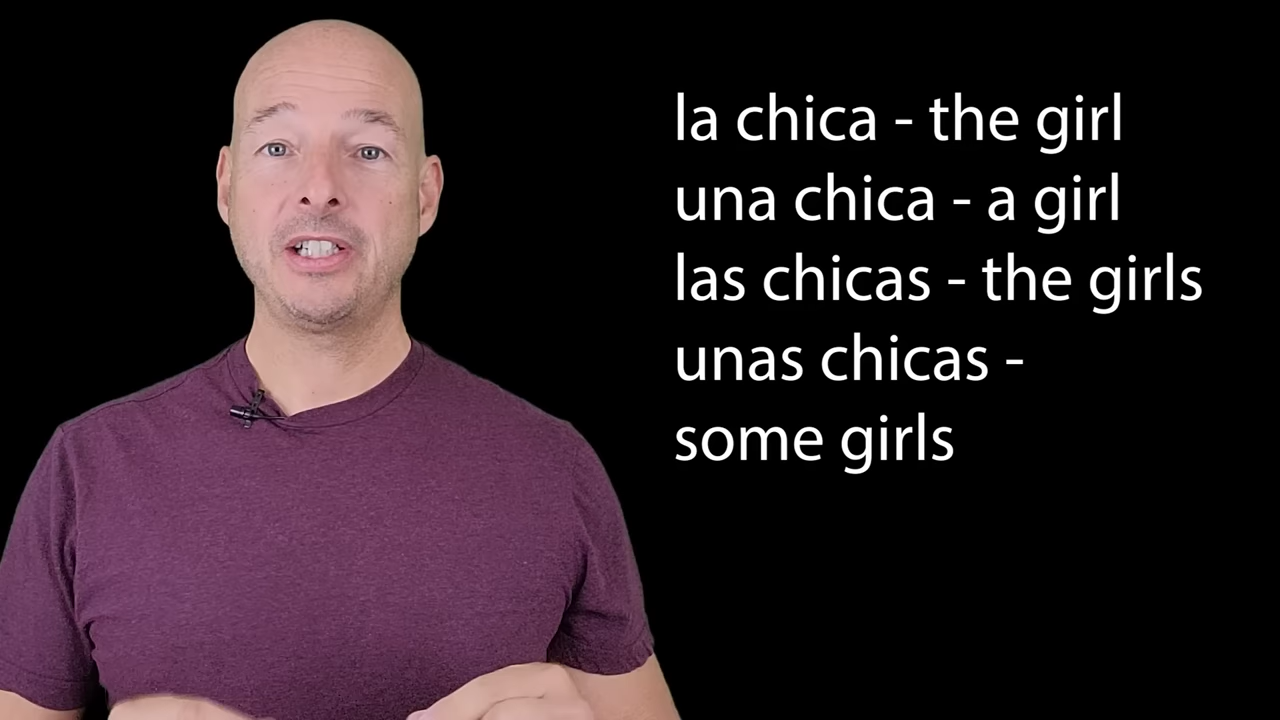 la chica - the girl
una chica - a girl
las chicas - the girls
unas chicas -
some girls